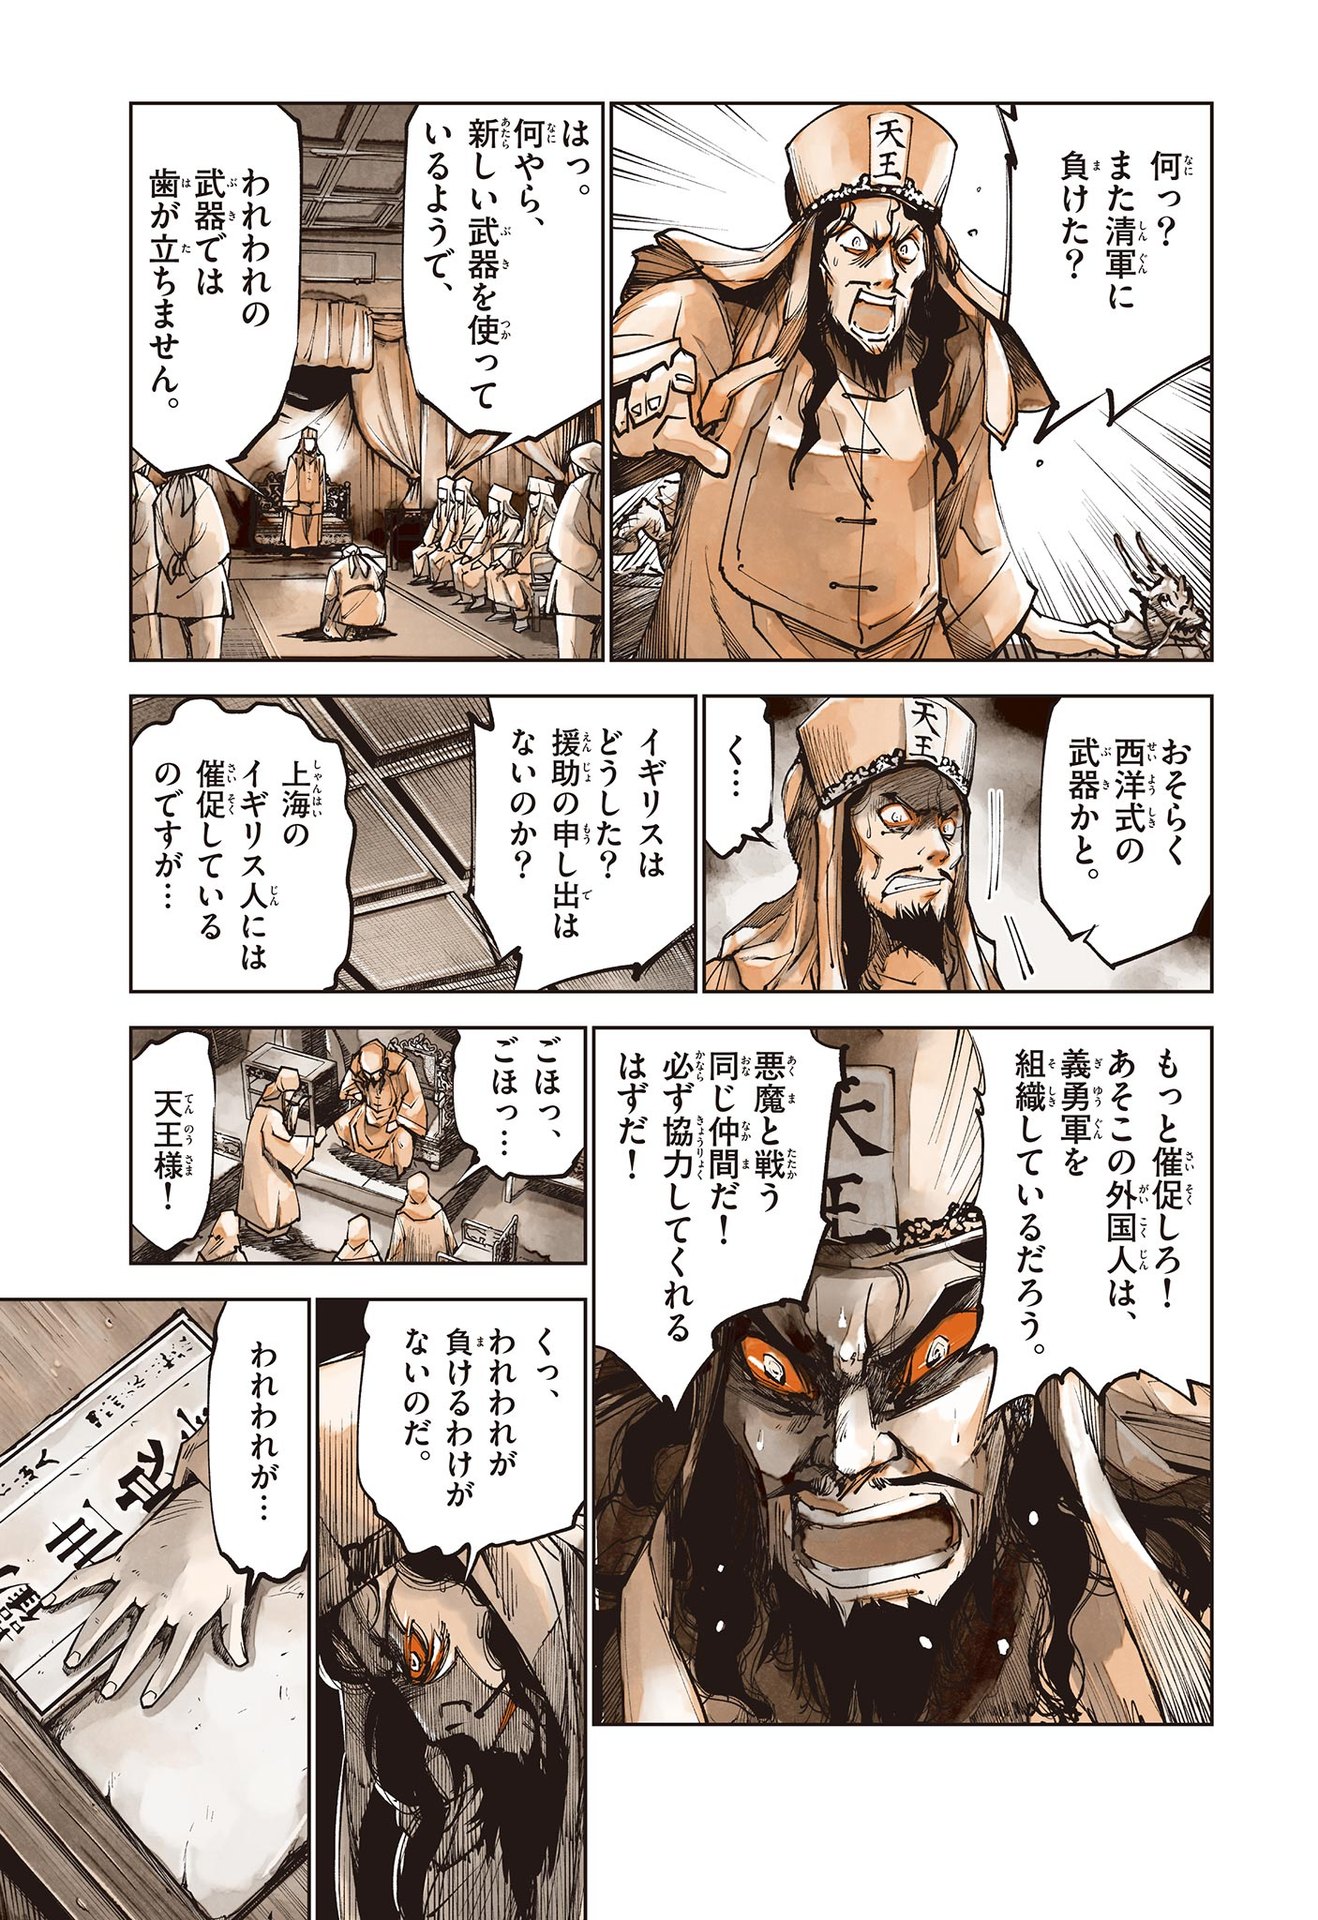 何っ？
また清軍に
負けた？
天王
はっ。
何やら、
新しい武器を使って
いるようで、
われわれの
武器では
歯が立ちません。
おそらく
西洋式の
武器かと。
天王
く…
イギリスは
どうした？
援助の申し出は
ないのか？
上海の
イギリス人には
催促している
のですが…
もっと催促しろ！
あそこの外国人は、
義勇軍を
組織しているだろう。
天王
悪魔と戦う
同じ仲間だ！
必ず協力してくれる
はずだ！
ごほっ、
ごほっ…
天王様！
くっ、
われわれが
負けるわけが
ないのだ。
われわれが…